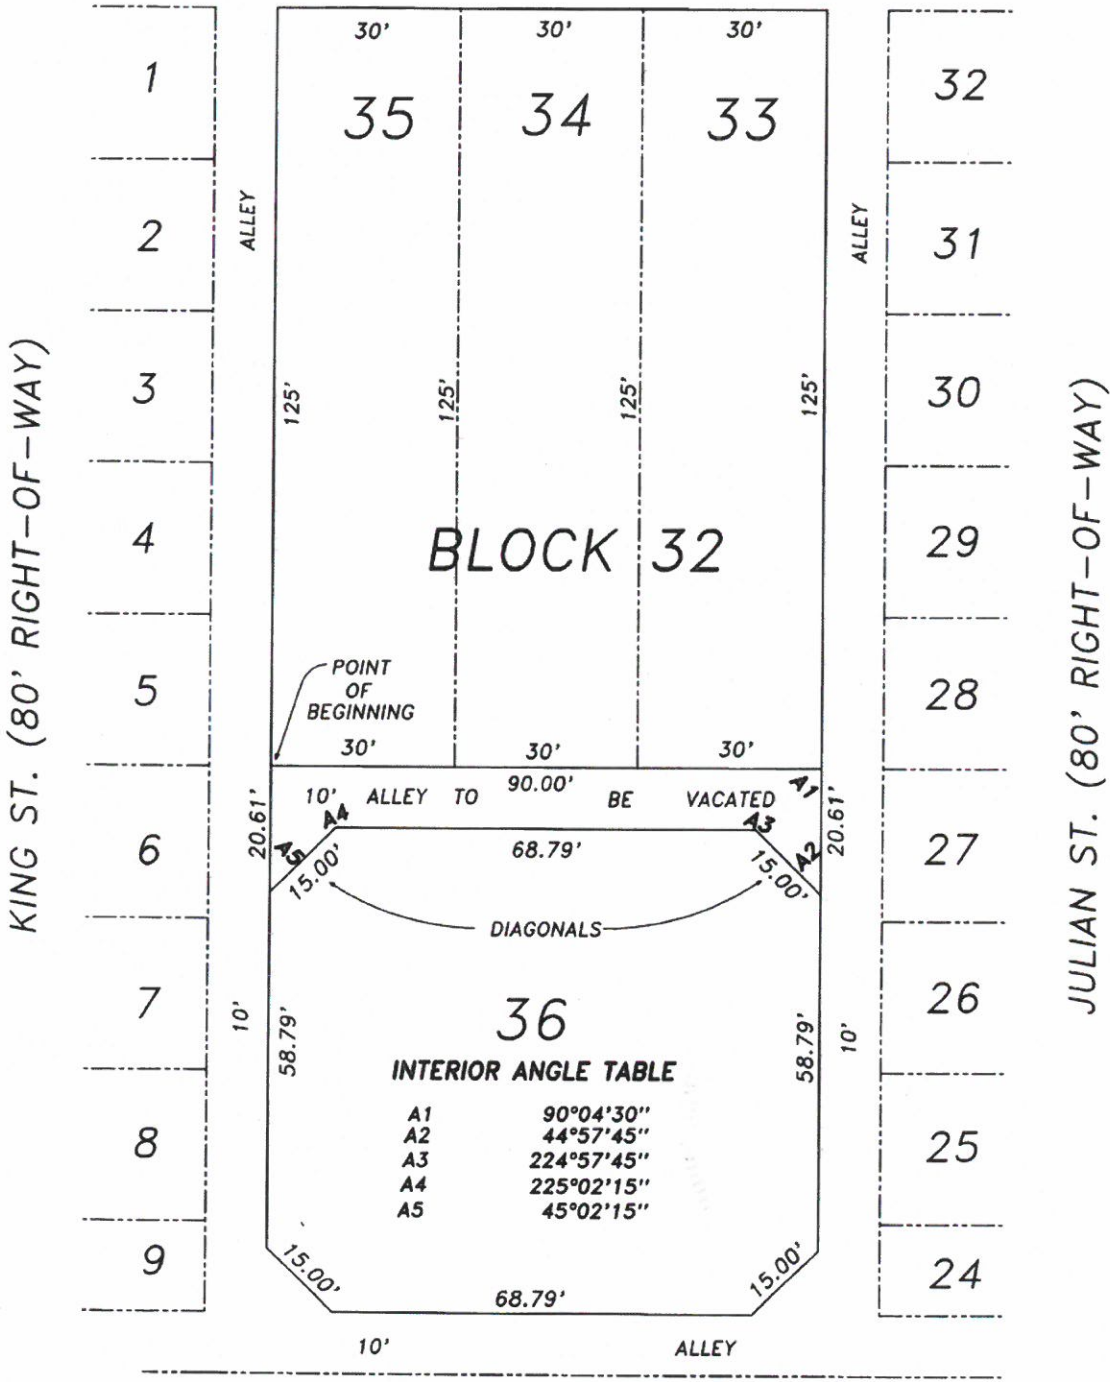 30' 30' 30'
1 35 34 33 32
2 ALLEY ALLEY 31
3 125' 125' 125' 125' 30
KING ST. (80' RIGHT-OF-WAY)
JULIAN ST. (80' RIGHT-OF-WAY)
4 BLOCK 32 29
5 28
POINT
OF
BEGINNING
30' 30' 30'
90.00'
10' ALLEY TO BE VACATED
A1
20.61' 20.61'
A4 A3
6 A5 68.79' A2 27
15.00' 15.00'
DIAGONALS
7 26
10' 36 10'
58.79' 58.79'
INTERIOR ANGLE TABLE
A1 90°04'30"
A2 44°57'45"
A3 224°57'45"
A4 225°02'15"
A5 45°02'15"
8 25
9 15.00' 15.00' 24
68.79'
10' ALLEY